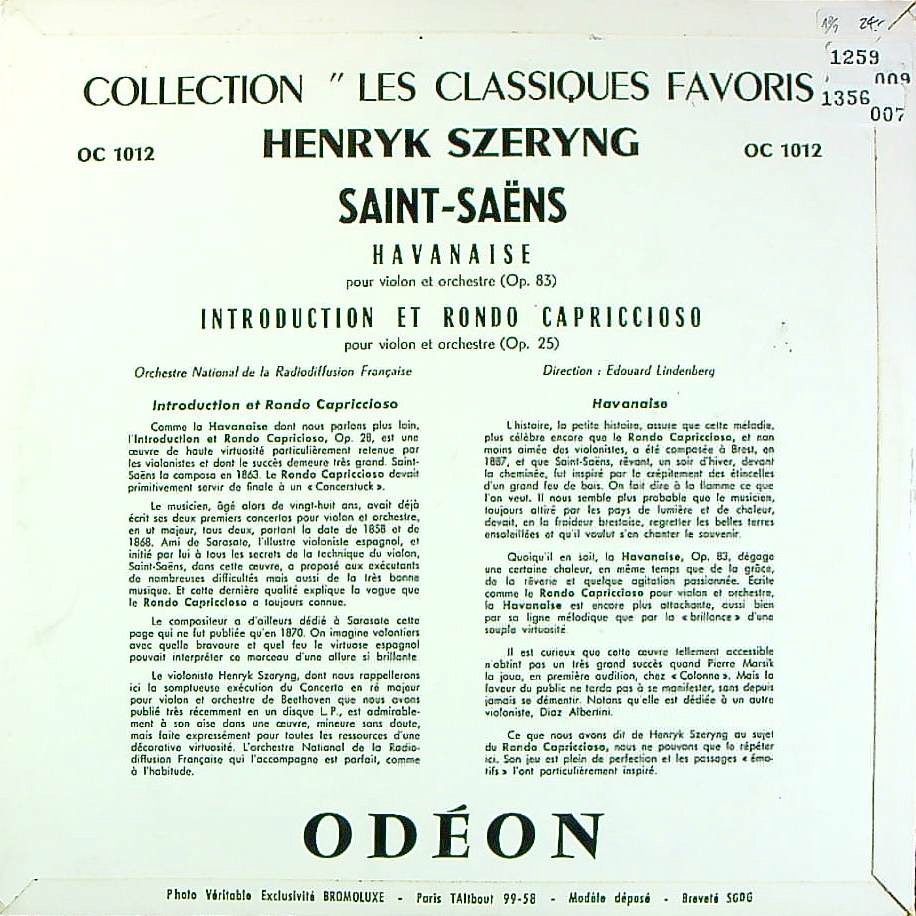 19/9 24.-
1259
009
1356
007
COLLECTION " LES CLASSIQUES FAVORIS
HENRYK SZERYNG
OC 1012
OC 1012
SAINT-SAËNS
HAVANAISE
pour violon et orchestre (Op. 83)
INTRODUCTION ET RONDO CAPRICCIOSO
pour violon et orchestre (Op. 25)
Orchestre National de la Radiodiffusion Française
Direction : Edouard Lindenberg
Introduction et Rondo Capriccioso
Comme la Havanaise dont nous parlons plus loin,
l'Introduction et Rondo Capricioso, Op. 28, est une
œuvre de haute virtuosité particulièrement retenue par
les violonistes et dont le succès demeure très grand. Saint-
Saëns la composa en 1863. Le Rondo Capriccioso devait
primitivement servir de finale à un « Concerstuck ».
Le musicien, âgé alors de vingt-huit ans, avait déjà
écrit ses deux premiers concertos pour violon et orchestre,
en ut majeur, tous deux, portant la date de 1858 et de
1868. Ami de Sarasate, l'illustre violoniste espagnol, et
initié par lui à tous les secrets de la technique du violon,
Saint-Saëns, dans cette œuvre, a proposé aux exécutants
de nombreuses difficultés mais aussi de la très bonne
musique. Et cette dernière qualité explique la vogue que
le Rondo Capriccioso a toujours connue.
Le compositeur a d'ailleurs dédié à Sarasate cette
page qui ne fut publiée qu'en 1870. On imagine volontiers
avec quelle bravoure et quel feu le virtuose espagnol
pouvait interpréter ce morceau d'une allure si brillante
Le violoniste Henryk Szeryng, dont nous rappellerons
ici la somptueuse exécution du Concerto en ré majeur
pour violon et orchestre de Beethoven que nous avons
publié très récemment en un disque L.P., est admirable-
ment à son aise dans une œuvre, mineure sans doute,
mais faite expressément pour toutes les ressources d'une
décorative virtuosité. L'orchestre National de la Radio-
diffusion Française qui l'accompagne est parfait, comme
à l'habitude.
Havanaise
L'histoire, la petite histoire, assure que cette mélodie,
plus célèbre encore que le Rondo Capriccioso, et non
moins aimée des violonistes, a été composée à Brest, en
1887, et que Saint-Saëns, rêvant, un soir d'hiver, devant
la cheminée, fut inspiré par le crépitement des étincelles
d'un grand feu de bois. On fait dire à la flamme ce que
l'on veut. Il nous semble plus probable que le musicien,
toujours attiré par les pays de lumière et de chaleur,
devait, en la froideur brestoise, regretter les belles terres
ensoleillées et qu'il voulut s'en chanter le souvenir.
Quoiqu'il en soit, la Havanaise, Op. 83, dégage
une certaine chaleur, en même temps que de la grâce,
de la rêverie et quelque agitation passionnée. Ecrite
comme le Rondo Capriccioso pour violon et orchestre,
la Havanaise est encore plus attachante, aussi bien
par sa ligne mélodique que par la « brillance » d'une
souple virtuosité
Il est curieux que cette œuvre tellement accessible
n'obtint pas un très grand succès quand Pierre Marsik
la joua, en première audition, chez « Colonne ». Mais la
faveur du public ne tarda pas à se manifester, sans depuis
jamais se démentir. Notons qu'elle est dédiée à un autre
violoniste, Diaz Albertini.
Ce que nous avons dit de Henryk Szeryng au sujet
du Rondo Capriccioso, nous ne pouvons que le répéter
ici. Son jeu est plein de perfection et les passages « émo-
tifs » l'ont particulièrement inspiré.
ODÉON
Photo Véritable Exclusivité BROMOLUXE - Paris TAItbout 99-58 - Modèle déposé - Breveté SGDG